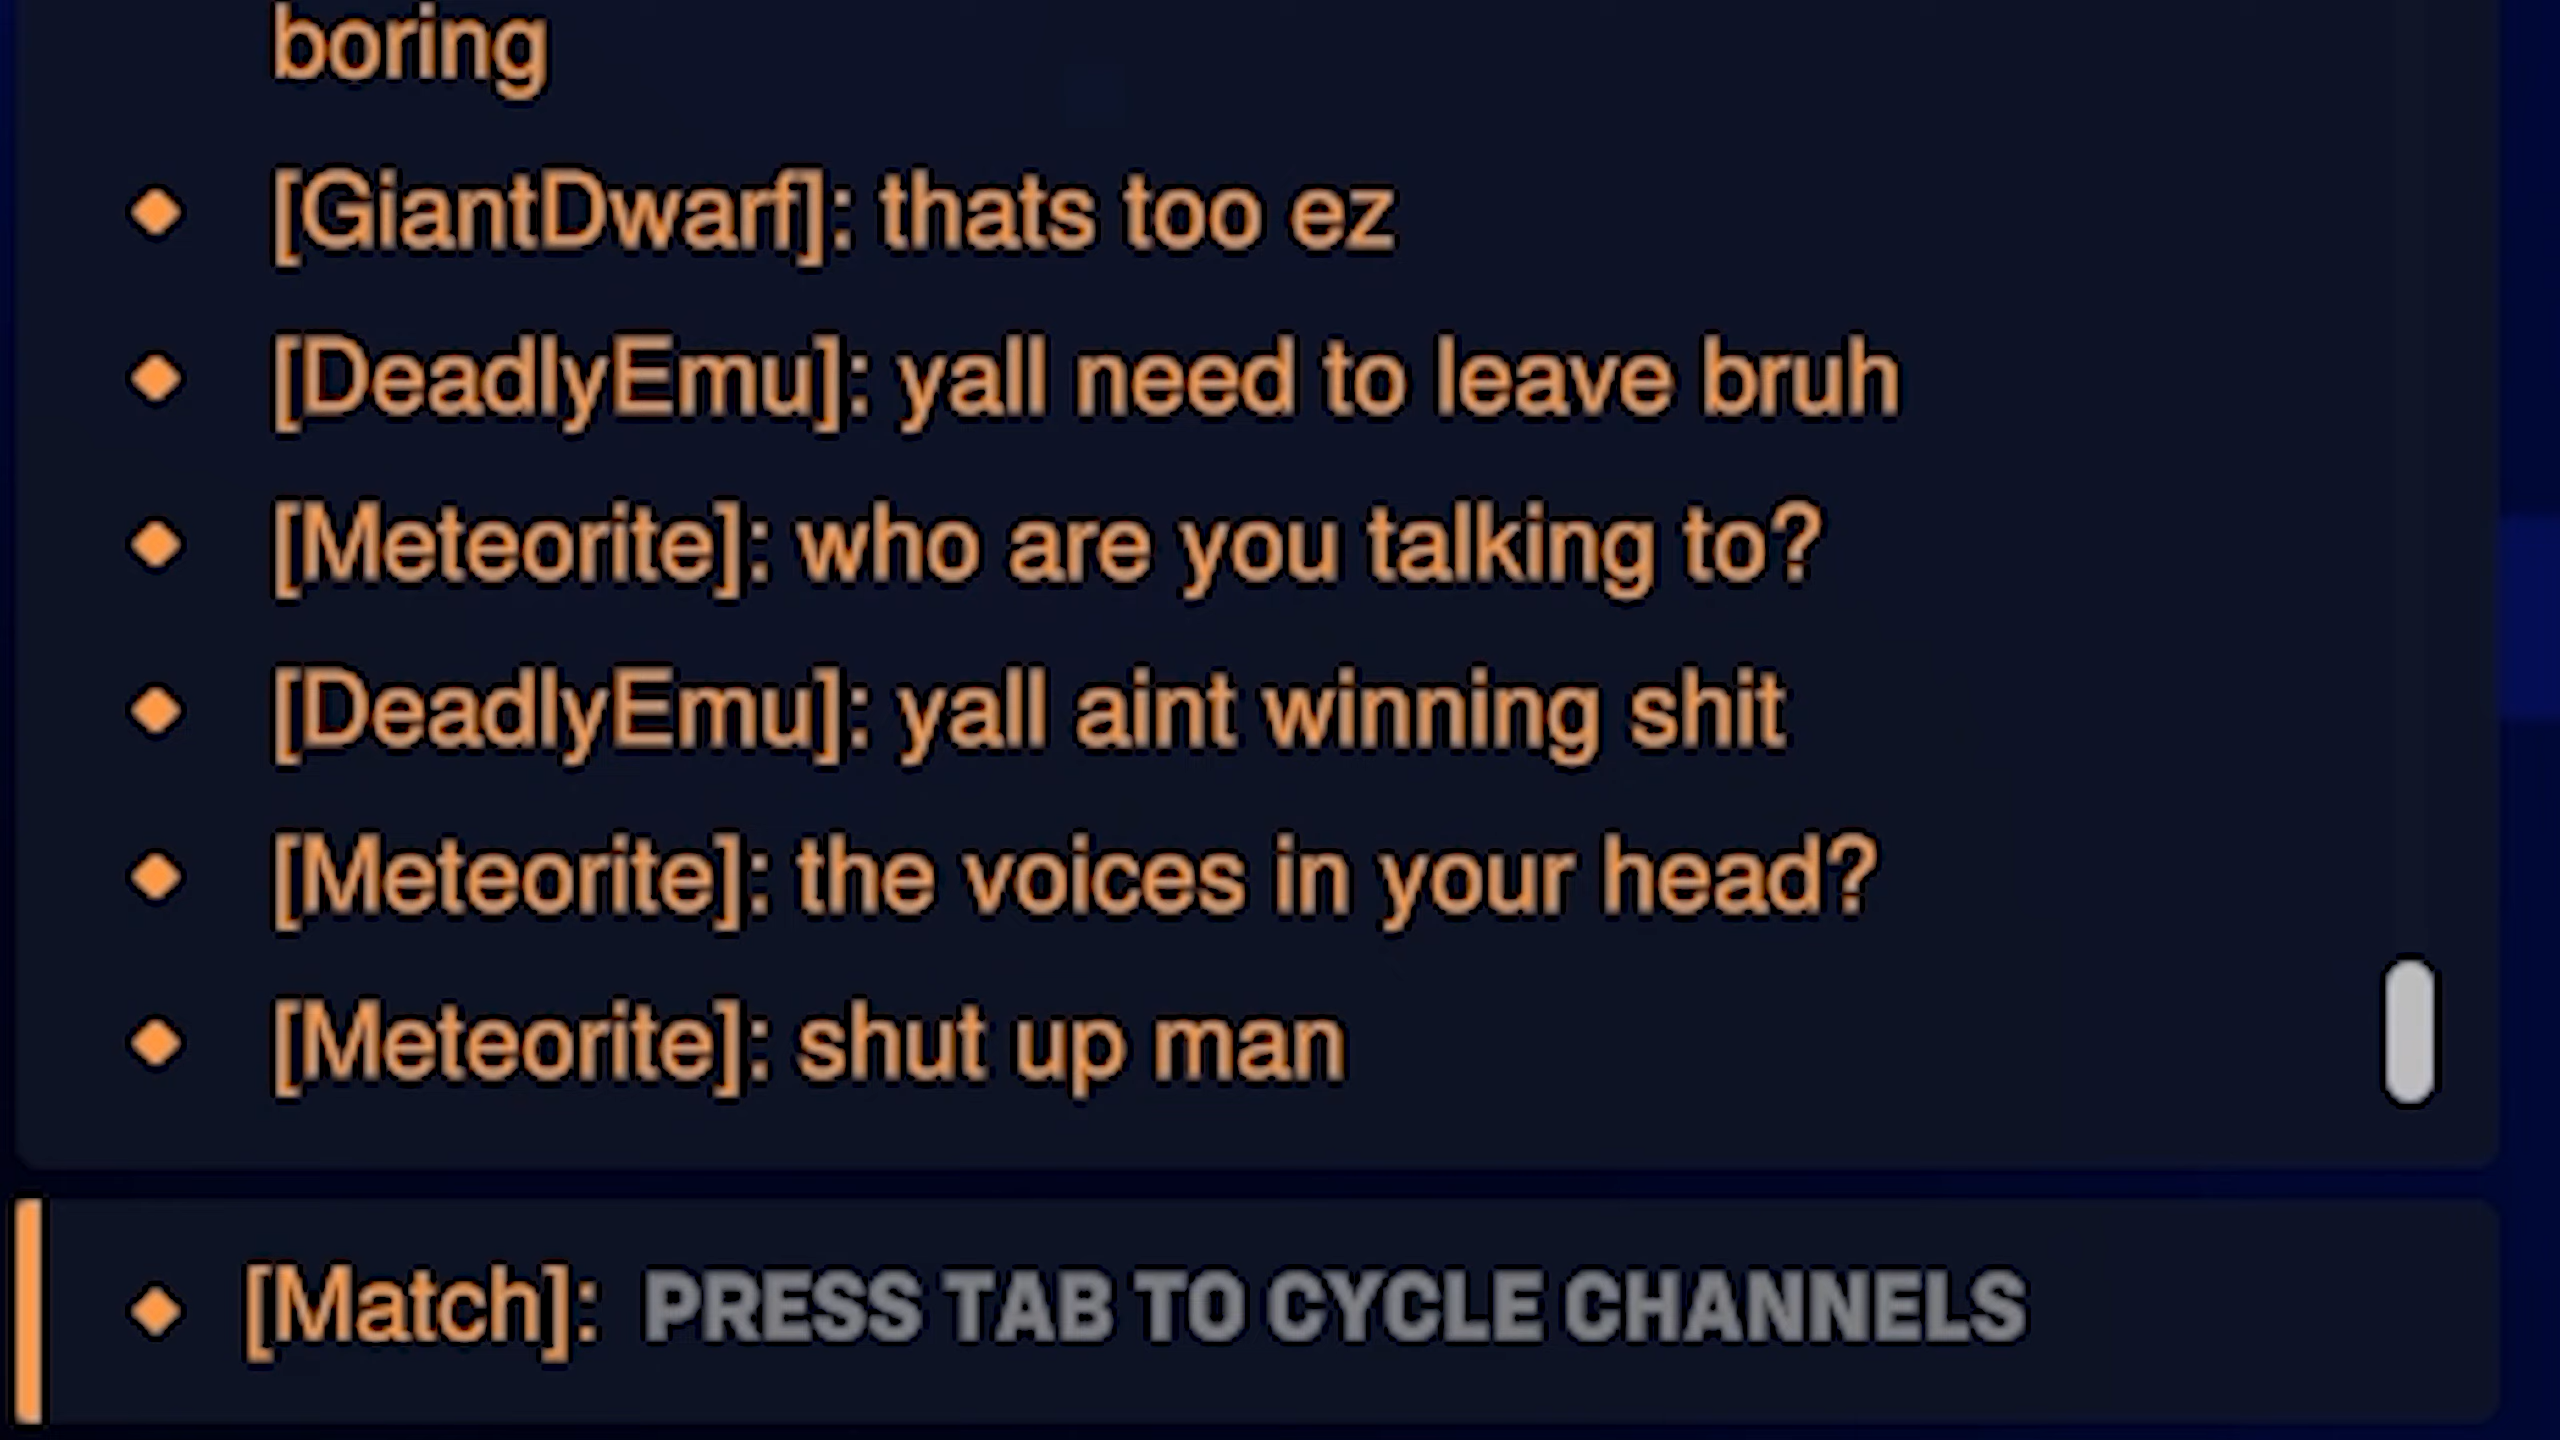 boring
[GiantDwarf]: thats too ez
[DeadlyEmu]: yall need to leave bruh
[Meteorite]: who are you talking to?
[DeadlyEmu]: yall aint winning shit
[Meteorite]: the voices in your head?
[Meteorite]: shut up man
[Match]: PRESS TAB TO CYCLE CHANNELS